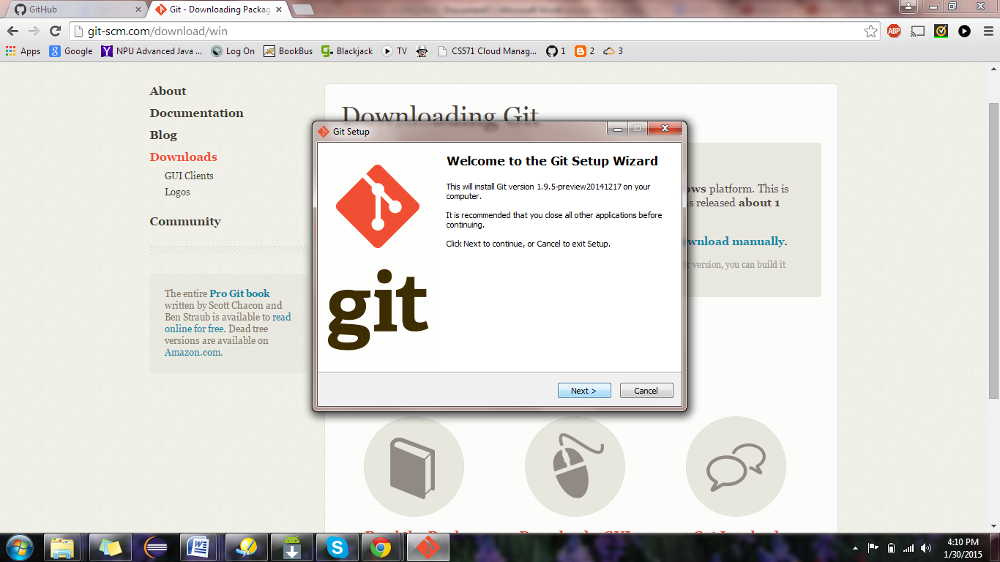 GitHub
Git - Downloading Packag
git-scm.com/download/win
ABP
Apps
Google
NPU Advanced Java ...
Log On
BookBus
Blackjack
TV
CS571 Cloud Manag...
1
2
3
About
Documentation
Blog
Downloads
GUI Clients
Logos
Community
The entire Pro Git book
written by Scott Chacon and
Ben Straub is available to read
online for free. Dead tree
versions are available on
Amazon.com.
Downloading Git
ows platform. This is
s released about 1
wnload manually.
r version, you can build it
Git Setup
Welcome to the Git Setup Wizard
This will install Git version 1.9.5-preview20141217 on your
computer.
It is recommended that you close all other applications before
continuing.
Click Next to continue, or Cancel to exit Setup.
git
Next >
Cancel
4:10 PM
1/30/2015